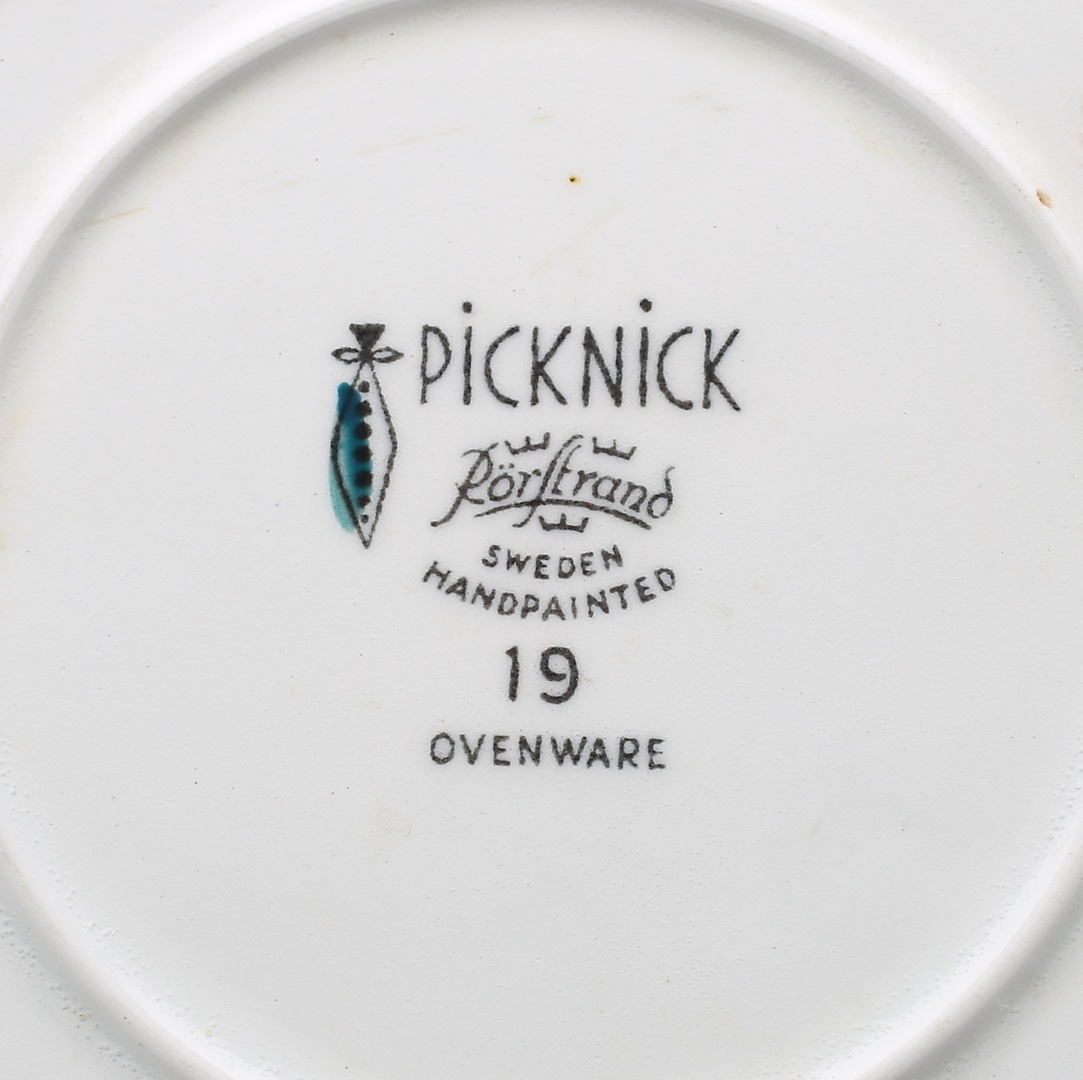 PiCKNiCK
Rörstrand
SWEDEN
HANDPAINTED
19
OVENWARE